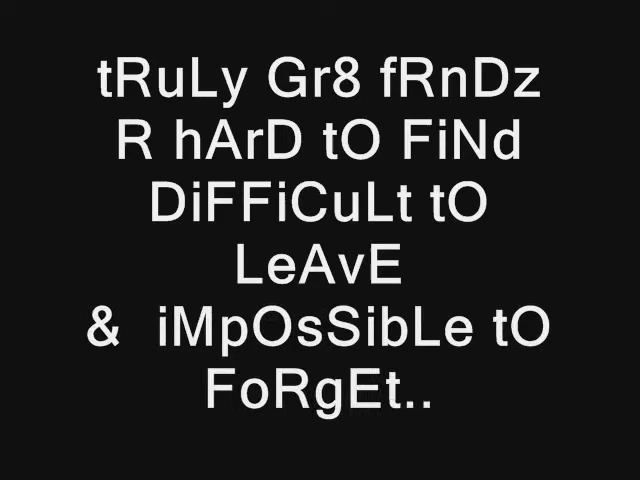 tRuLy Gr8 fRnDz
R hArD tO FiNd
DiFFiCuLt tO
LeAvE
& iMpOsSibLe tO
FoRgEt..